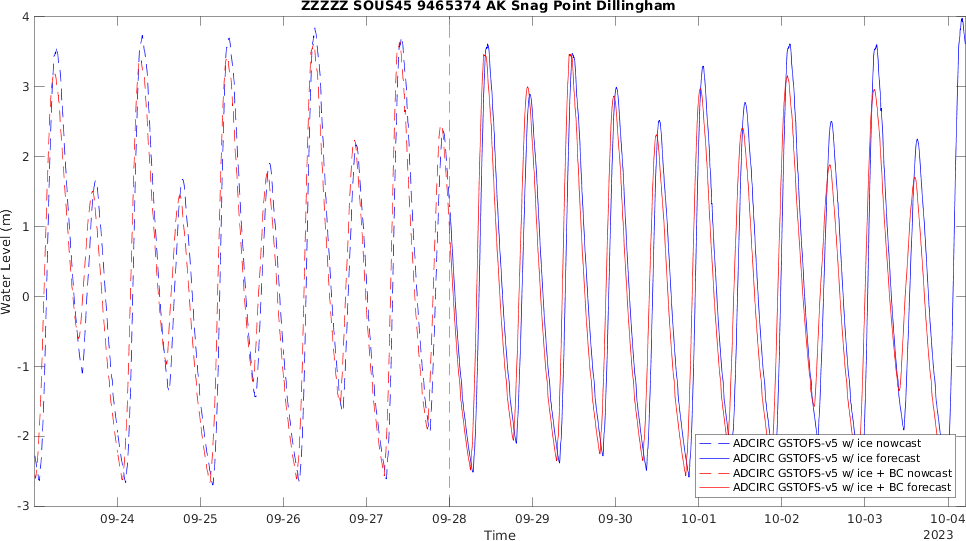 ZZZZZ SOUS45 9465374 AK Snag Point Dillingham
4
3
2
1
0
-1
-2
-3
Water Level (m)
ADCIRC GSTOFS-v5 w/ ice nowcast
ADCIRC GSTOFS-v5 w/ ice forecast
ADCIRC GSTOFS-v5 w/ ice + BC nowcast
ADCIRC GSTOFS-v5 w/ ice + BC forecast
09-24 09-25 09-26 09-27 09-28 09-29 09-30 10-01 10-02 10-03 10-04
Time
2023